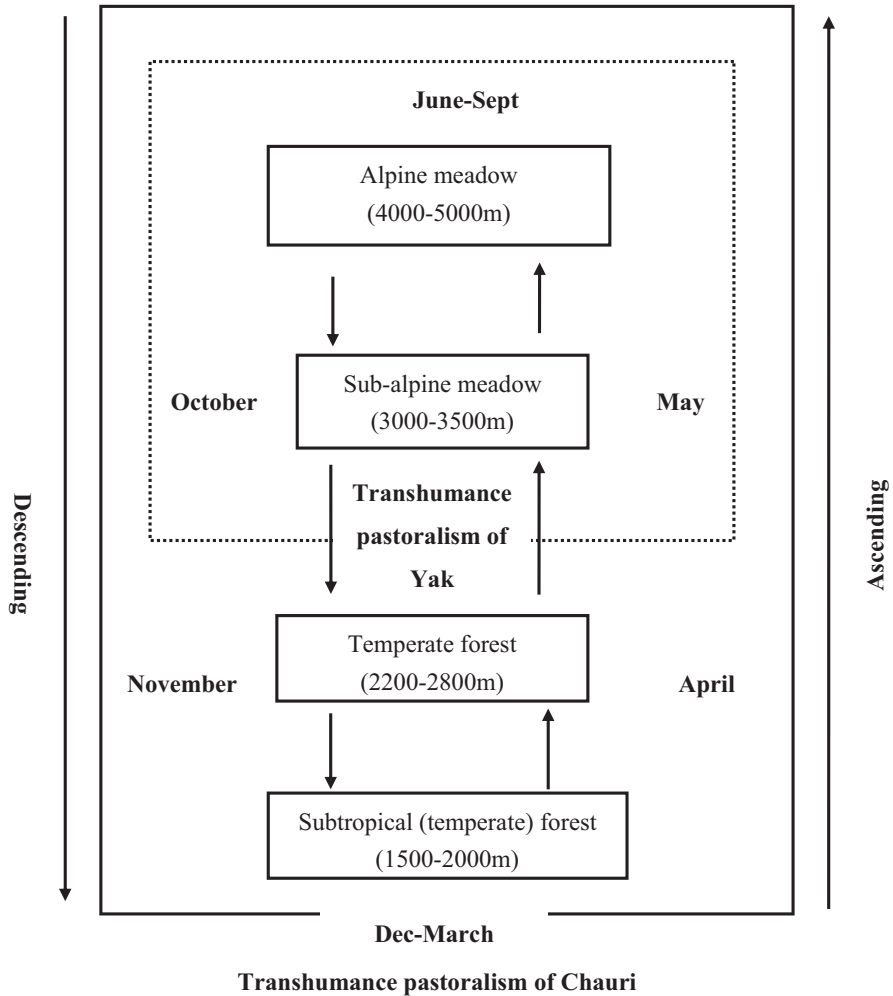 June-Sept
Alpine meadow
(4000-5000m)
Sub-alpine meadow
(3000-3500m)
October
May
Transhumance
pastoralism of
Yak
Descending
Ascending
Temperate forest
(2200-2800m)
November
April
Subtropical (temperate) forest
(1500-2000m)
Dec-March
Transhumance pastoralism of Chauri